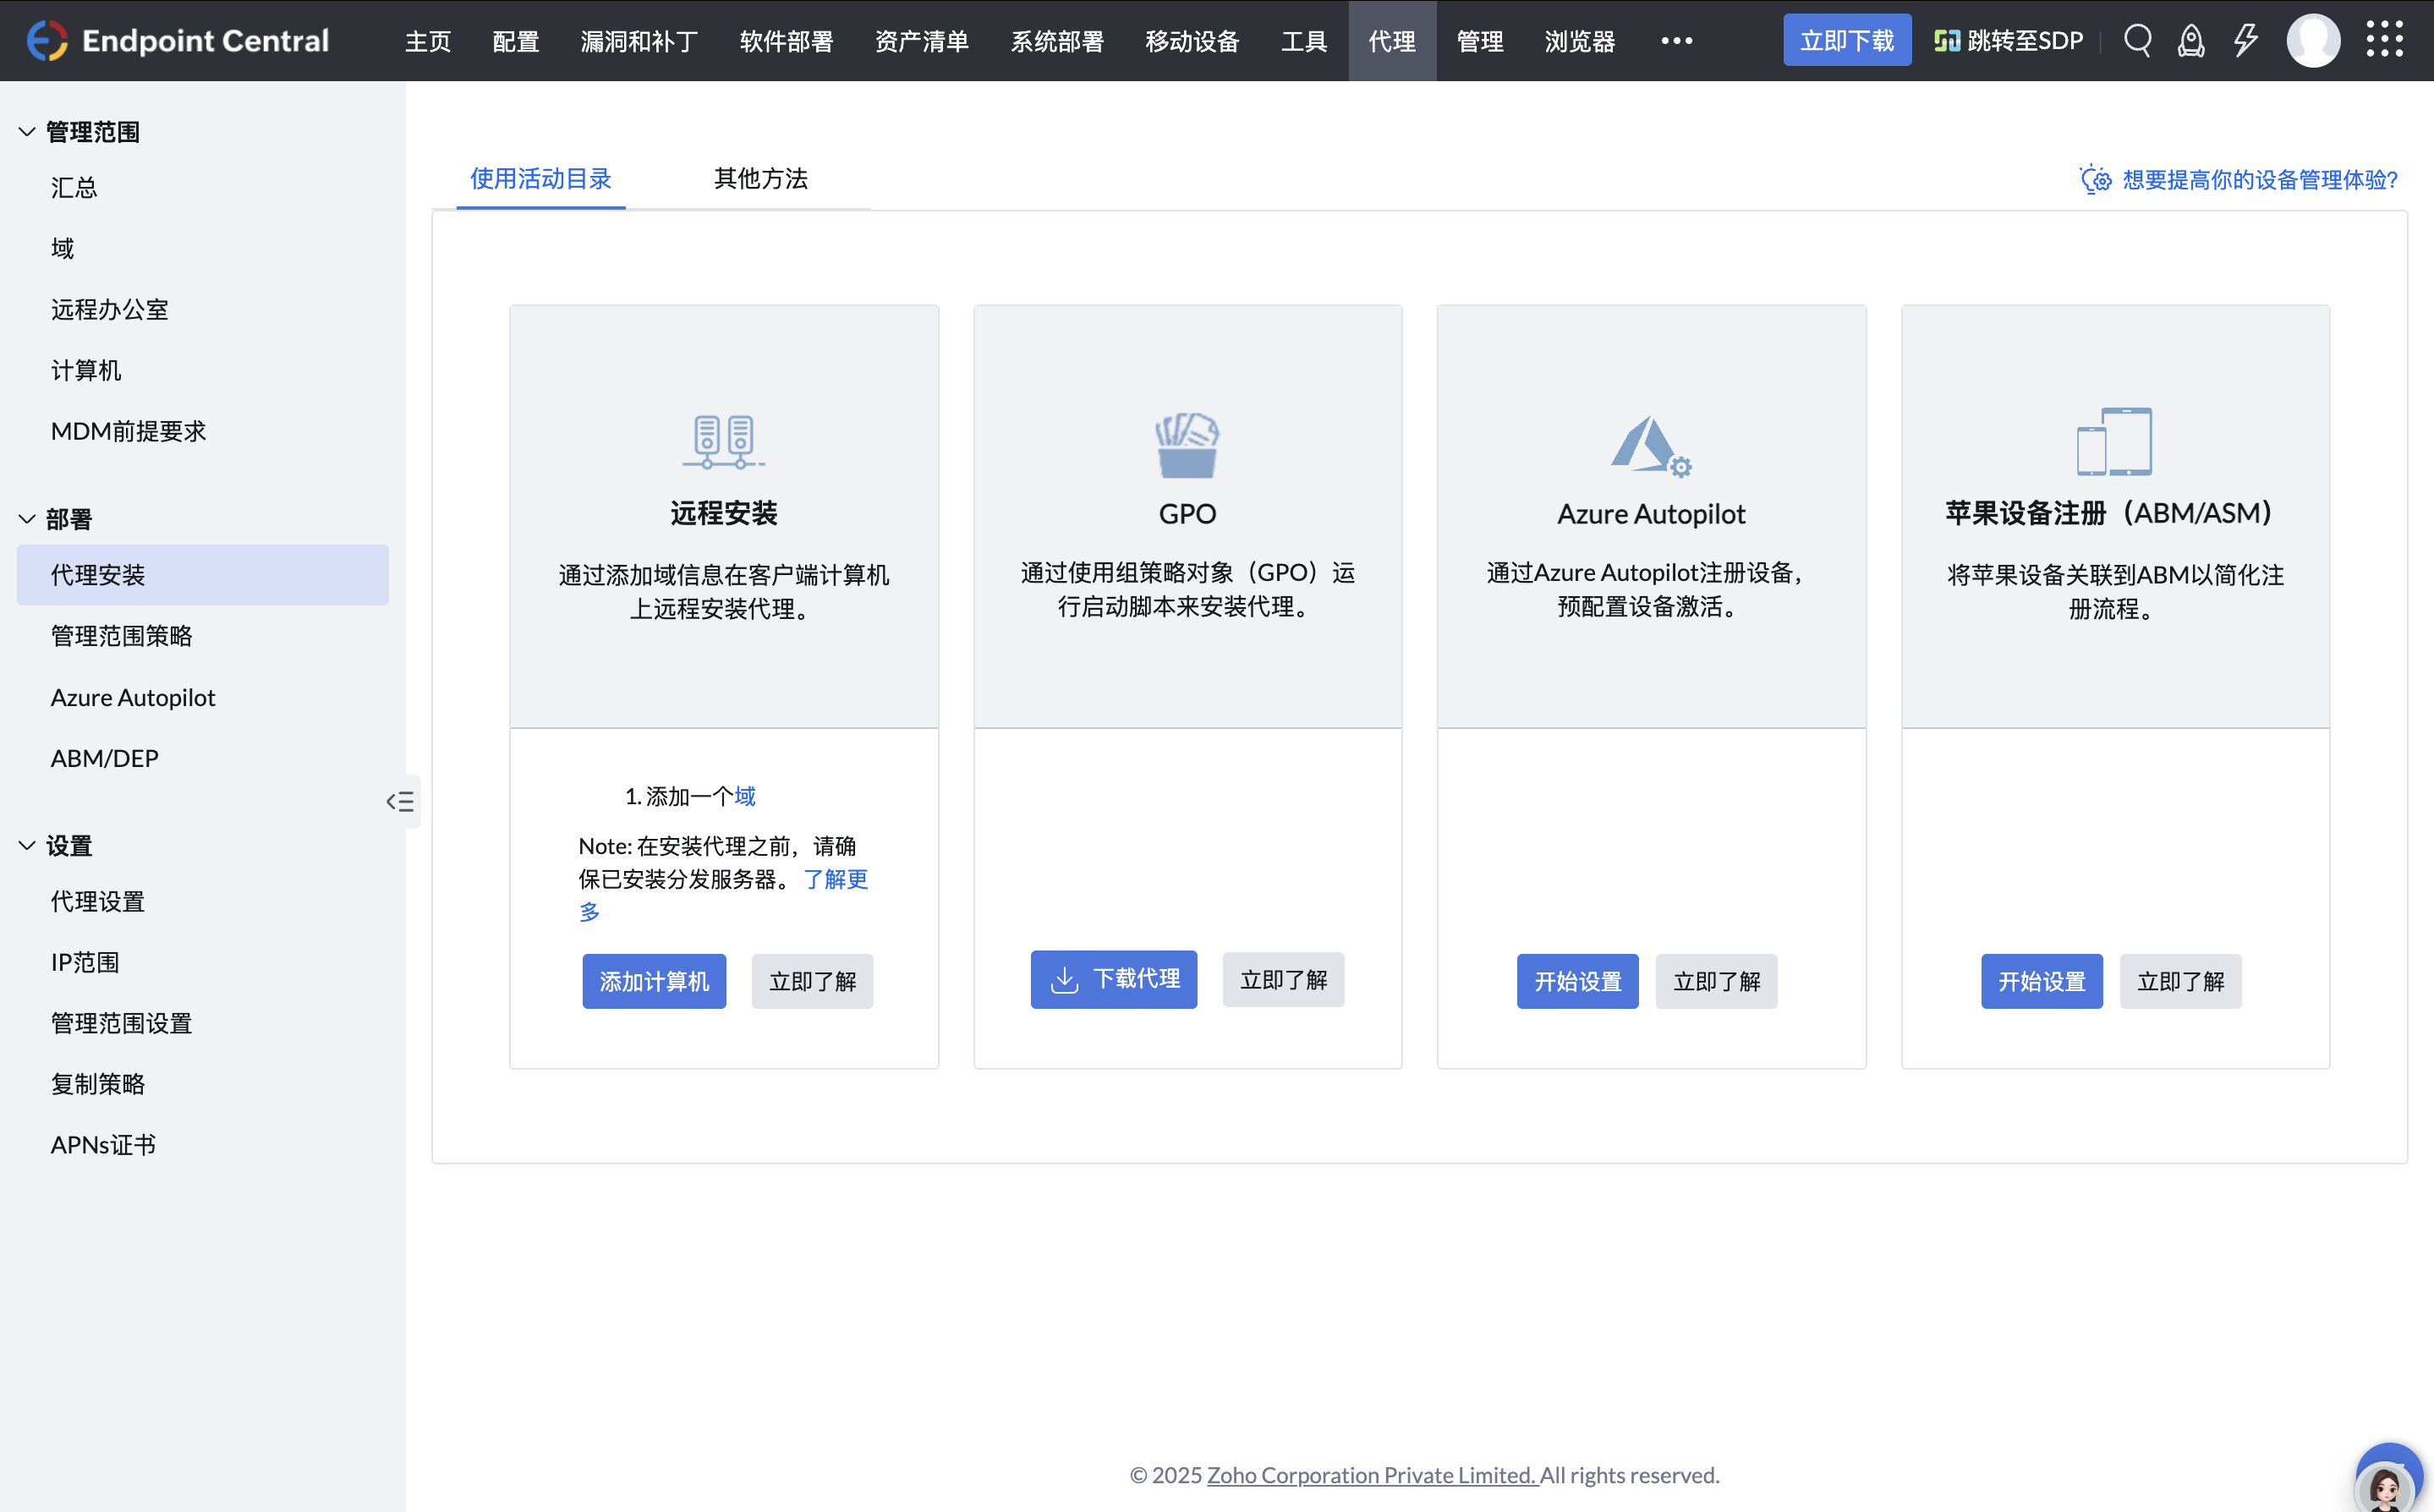 Endpoint Central
主页 配置 漏洞和补丁 软件部署 资产清单 系统部署 移动设备 工具 代理 管理 浏览器 ••• 立即下载 跳转至SDP
管理范围
汇总
域
远程办公室
计算机
MDM前提要求
部署
代理安装
管理范围策略
Azure Autopilot
ABM/DEP
设置
代理设置
IP范围
管理范围设置
复制策略
APNs证书
使用活动目录 其他方法
想要提高你的设备管理体验?
远程安装
通过添加域信息在客户端计算机
上远程安装代理。
1. 添加一个域
Note: 在安装代理之前，请确
保已安装分发服务器。 了解更
多
添加计算机 立即了解
GPO
通过使用组策略对象（GPO）运
行启动脚本来安装代理。
下载代理 立即了解
Azure Autopilot
通过Azure Autopilot注册设备，
预配置设备激活。
开始设置 立即了解
苹果设备注册（ABM/ASM）
将苹果设备关联到ABM以简化注
册流程。
开始设置 立即了解
© 2025 Zoho Corporation Private Limited. All rights reserved.